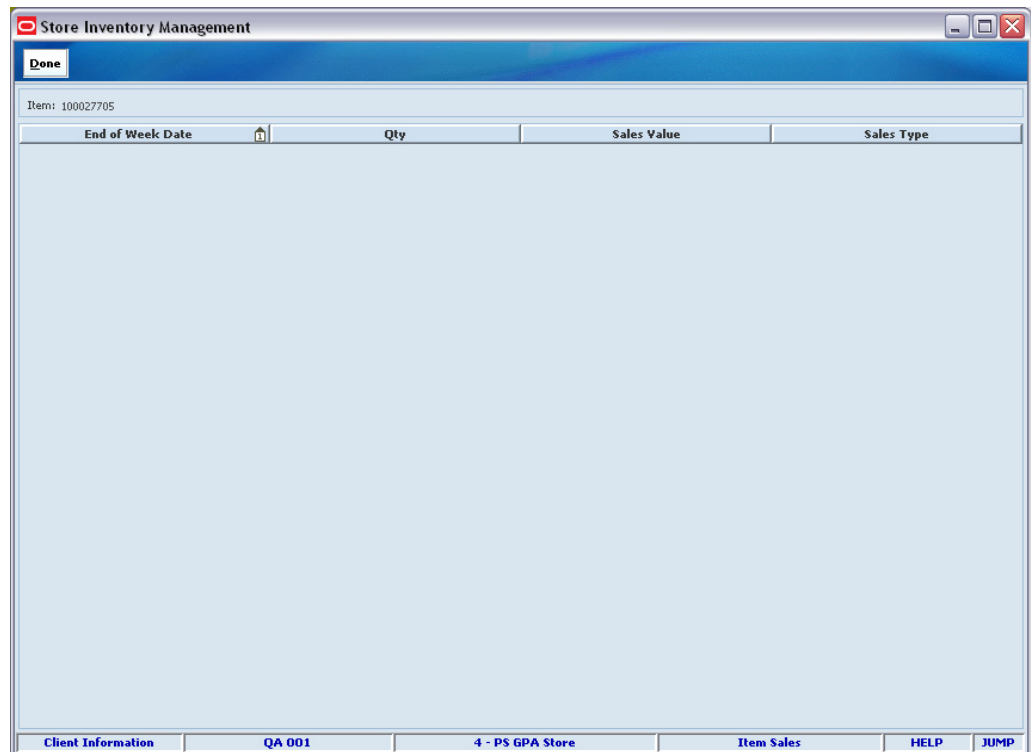 Store Inventory Management
Done
Item: 100027705
End of Week Date 1 Qty Sales Value Sales Type
Client Information QA 001 4 - PS GPA Store Item Sales HELP JUMP